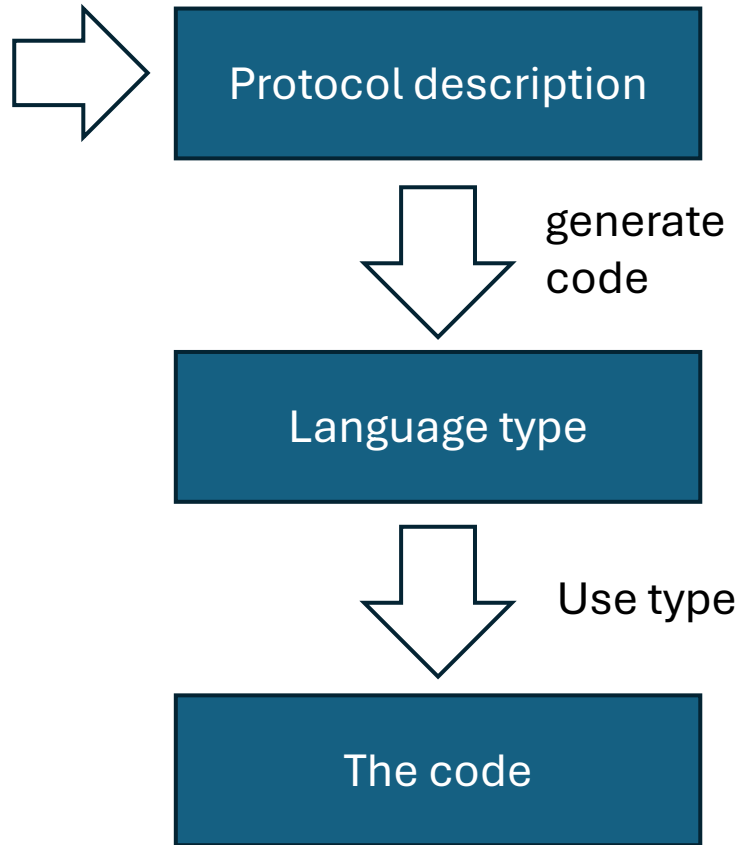 Protocol description
generate
code
Language type
Use type
The code